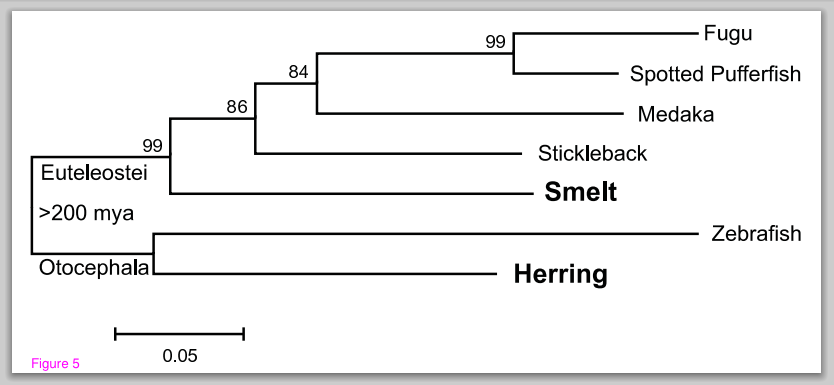 Fugu
99
Spotted Pufferfish
84
Medaka
86
Stickleback
99
Euteleostei
Smelt
>200 mya
Zebrafish
Otocephala
Herring
0.05
Figure 5